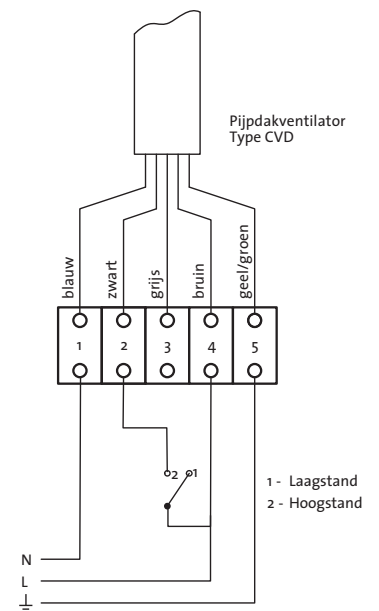 Pijpdakventilator
Type CVD
blauw
zwart
grijs
bruin
geel/groen
1 2 3 4 5
2 1
1 - Laagstand
2 - Hoogstand
N
L